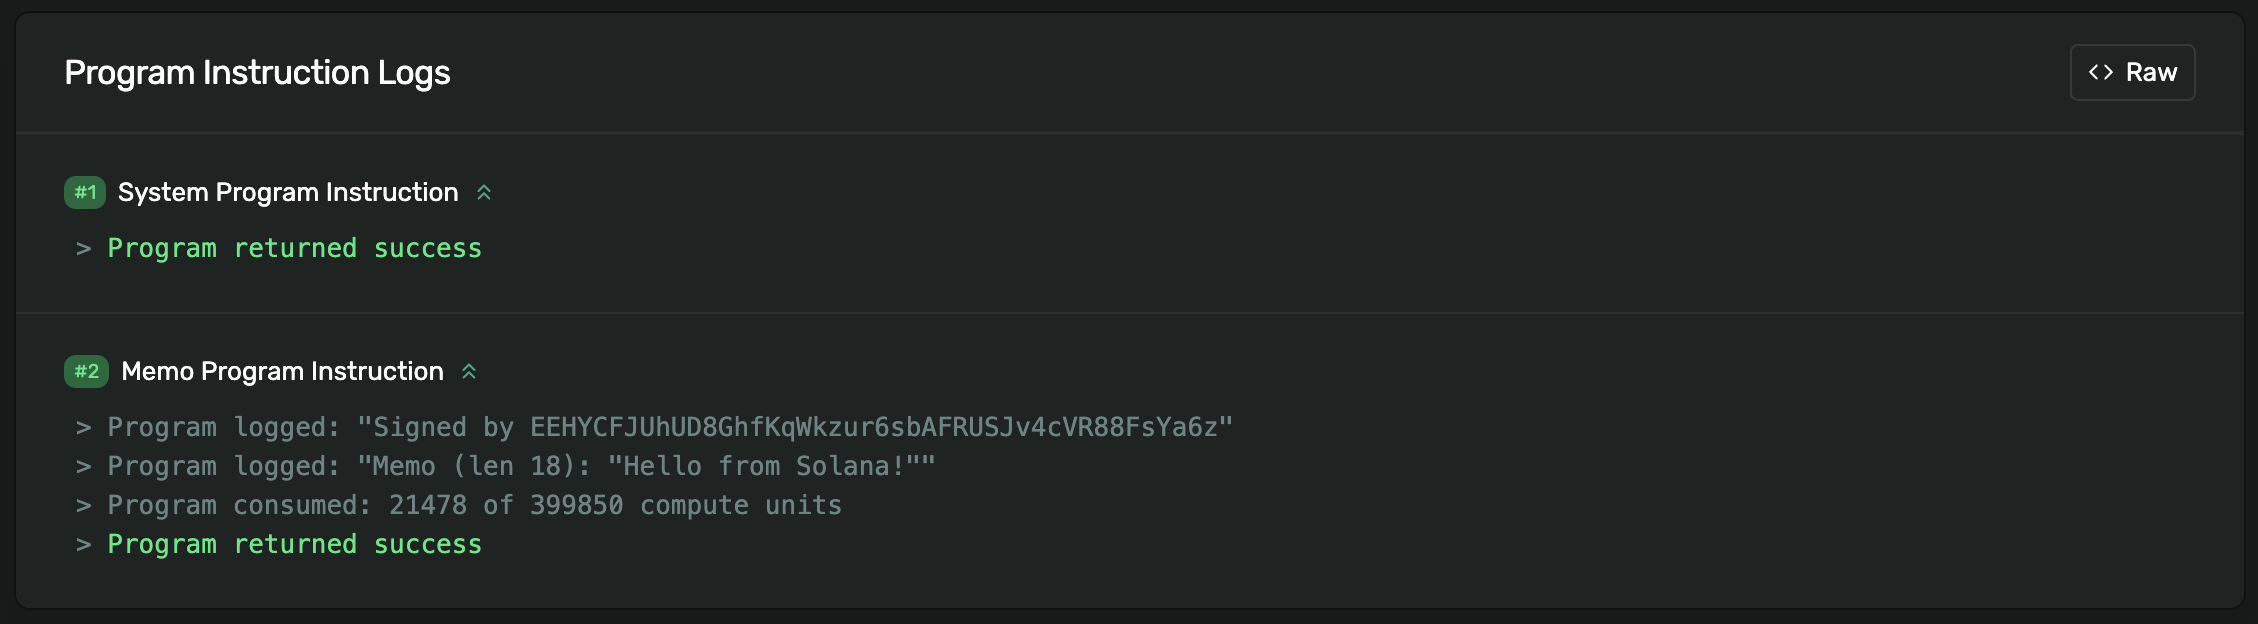 Program Instruction Logs
<> Raw
#1 System Program Instruction
> Program returned success
#2 Memo Program Instruction
> Program logged: "Signed by EEHYCFJUhUD8GhfKqWkzur6sbAFRUSJv4cVR88FsYa6z"
> Program logged: "Memo (len 18): "Hello from Solana!""
> Program consumed: 21478 of 399850 compute units
> Program returned success